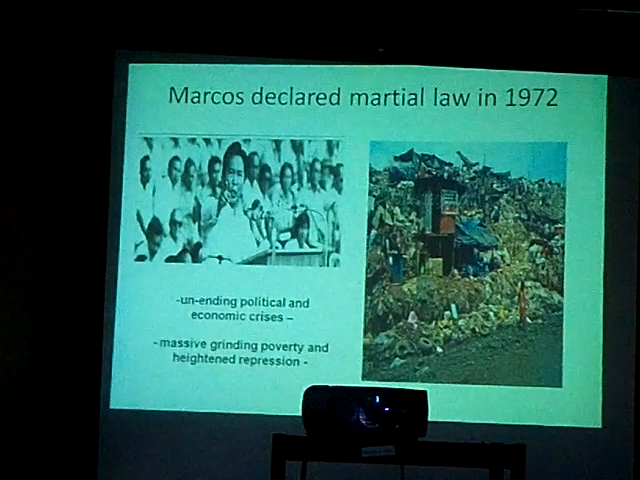 Marcos declared martial law in 1972
-un-ending political and
economic crises –
- massive grinding poverty and
heightened repression -